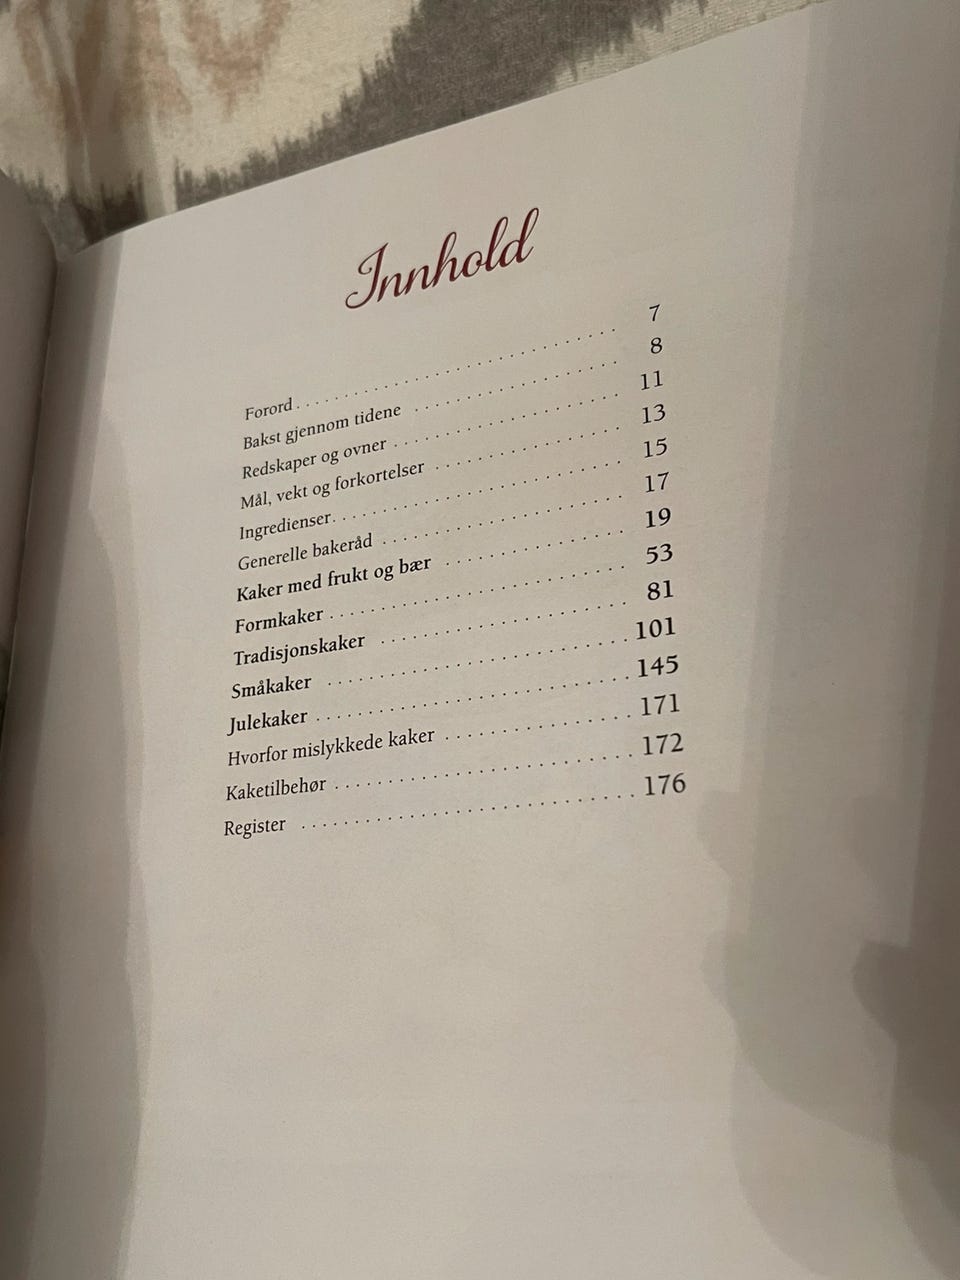 Innhold
Forord . . . . . . . . . . . . . . . . . . . . . . . . . . . . . 7
Bakst gjennom tidene . . . . . . . . . . . . . . . . . . . 8
Redskaper og ovner . . . . . . . . . . . . . . . . . . . . 11
Mål, vekt og forkortelser . . . . . . . . . . . . . . . . . 13
Ingredienser. . . . . . . . . . . . . . . . . . . . . . . . . . 15
Generelle bakeråd . . . . . . . . . . . . . . . . . . . . . 17
Kaker med frukt og bær . . . . . . . . . . . . . . . . . 19
Formkaker . . . . . . . . . . . . . . . . . . . . . . . . . . 53
Tradisjonskaker . . . . . . . . . . . . . . . . . . . . . . 81
Småkaker . . . . . . . . . . . . . . . . . . . . . . . . . . 101
Julekaker . . . . . . . . . . . . . . . . . . . . . . . . . . . 145
Hvorfor mislykkede kaker . . . . . . . . . . . . . . . . 171
Kaketilbehør . . . . . . . . . . . . . . . . . . . . . . . . . 172
Register . . . . . . . . . . . . . . . . . . . . . . . . . . . . 176